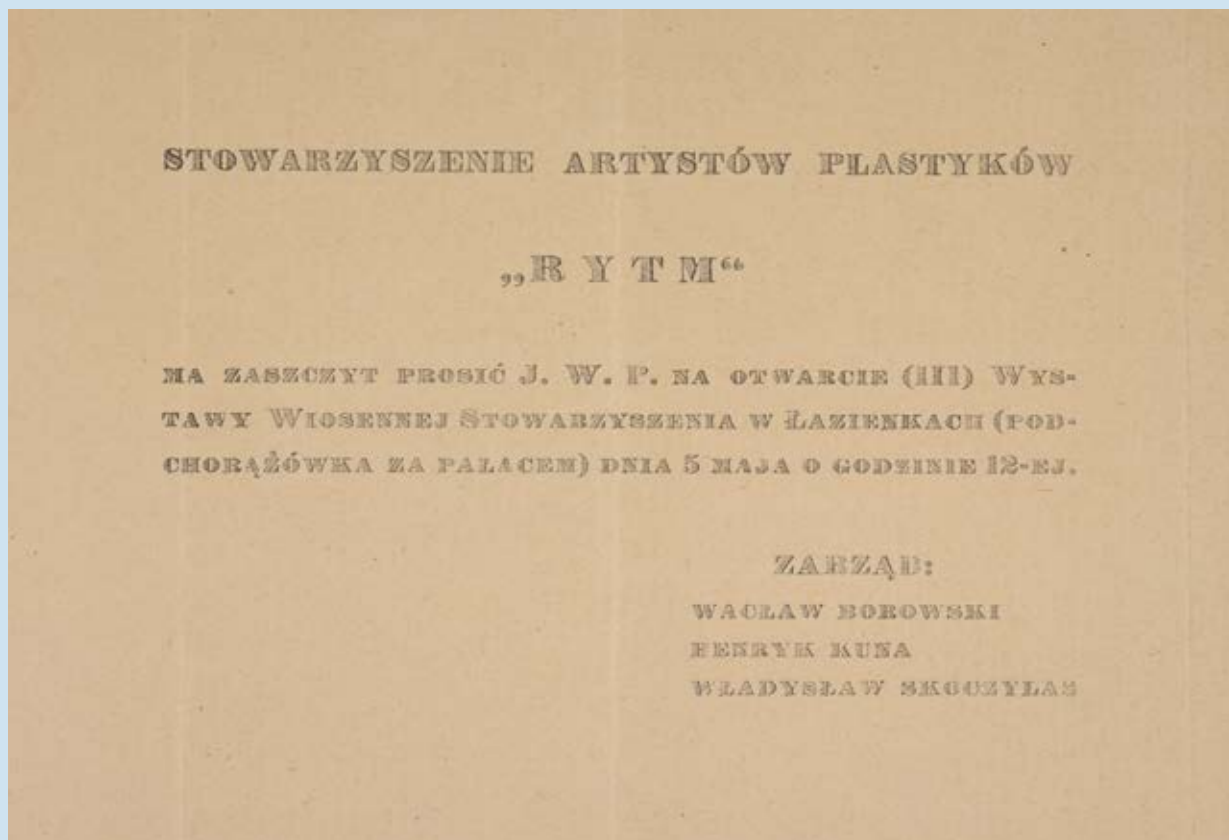 STOWARZYSZENIE ARTYSTÓW PLASTYKÓW
„RYTM“
MA ZASZCZYT PROSIĆ J. W. P. NA OTWARCIE (III) WYS-
TAWY WIOSENNEJ STOWARZYSZENIA W ŁAZIENKACH (POD-
CHORĄŻÓWKA ZA PAŁACEM) DNIA 5 MAJA O GODZINIE 12-EJ.
ZARZĄD:
WACŁAW BOROWSKI
HENRYK KUNA
WŁADYSŁAW SKOCZYLAS